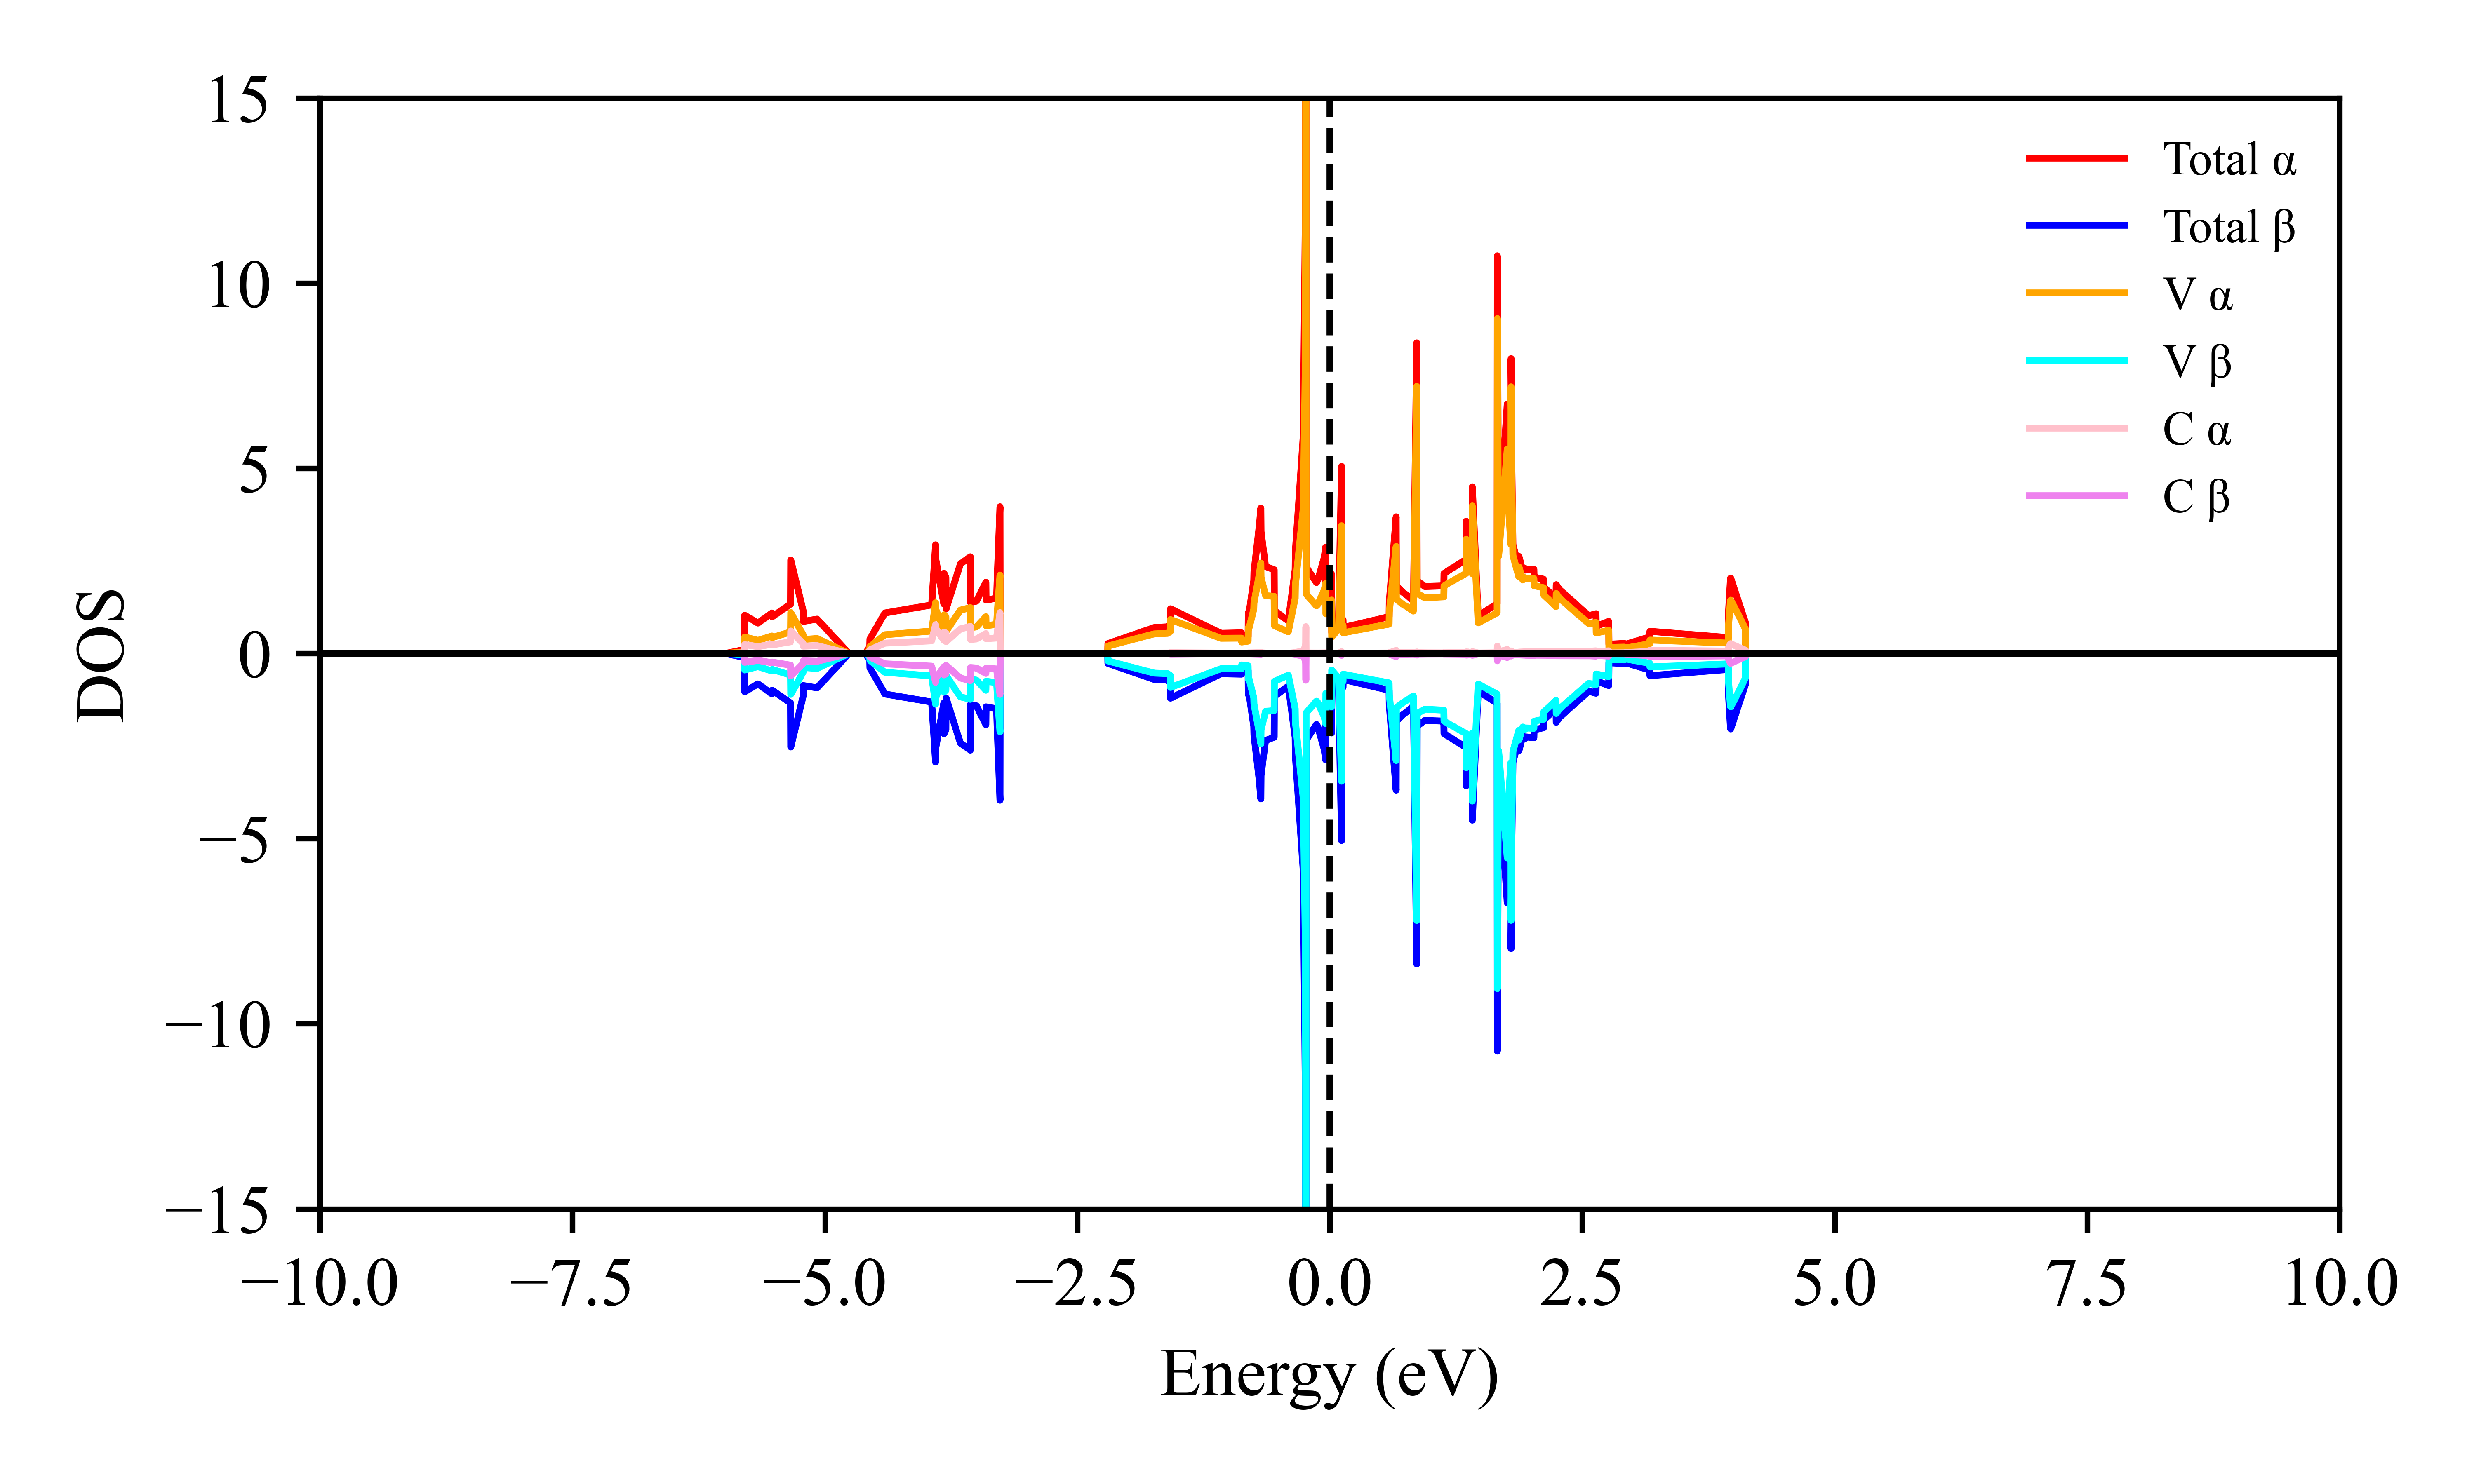 15
10
5
0
−5
−10
−15
DOS
−10.0
−7.5
−5.0
−2.5
0.0
2.5
5.0
7.5
10.0
Energy (eV)
Total α
Total β
V α
V β
C α
C β